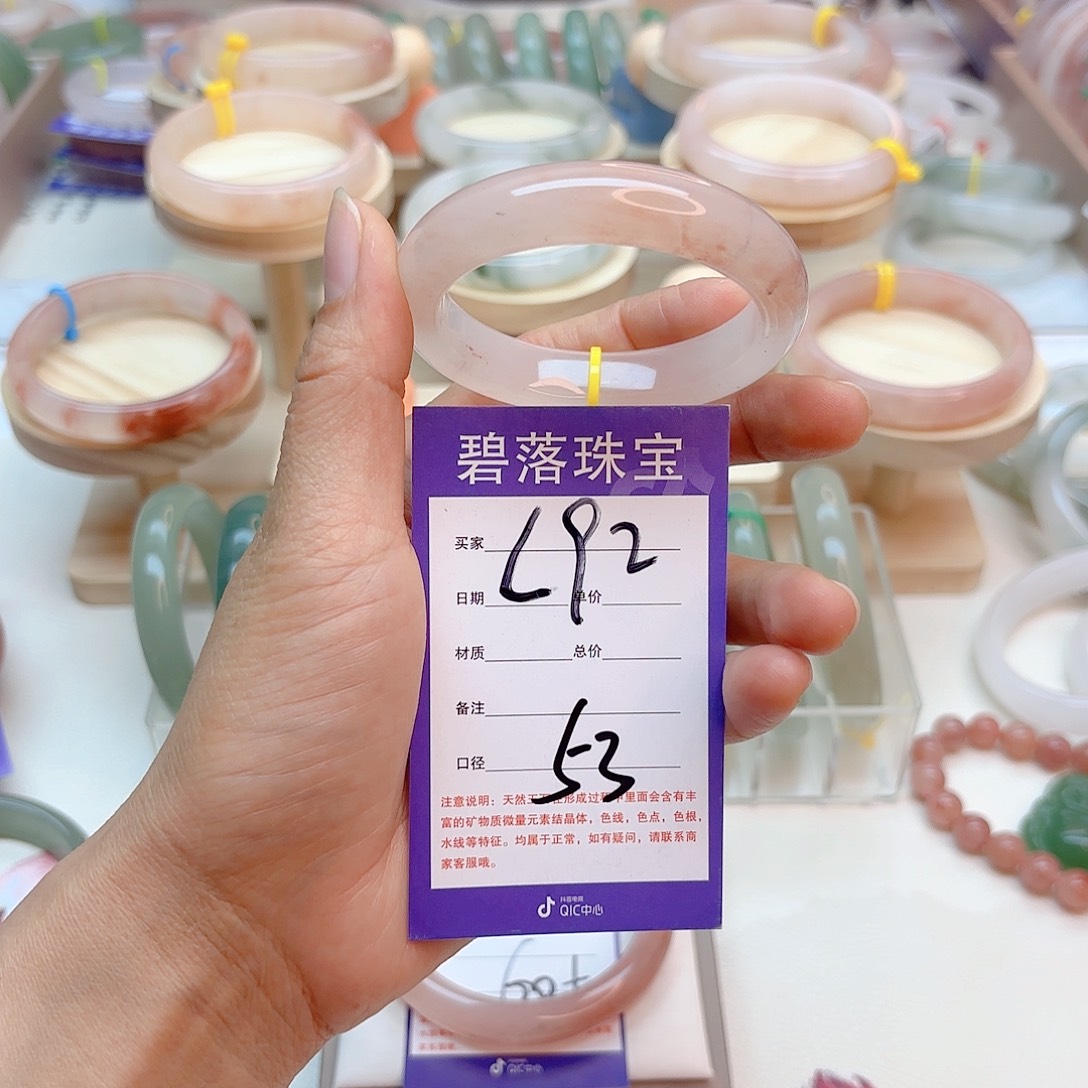 碧落珠宝
买家 L92
日期 单价
材质 总价
备注
口径 53
注意说明：天然玉石在形成过程中里面会含有丰
富的矿物质微量元素结晶体，色线，色点，色根，
水线等特征。均属于正常，如有疑问，请联系商
家客服哦。
抖音电商
QIC中心